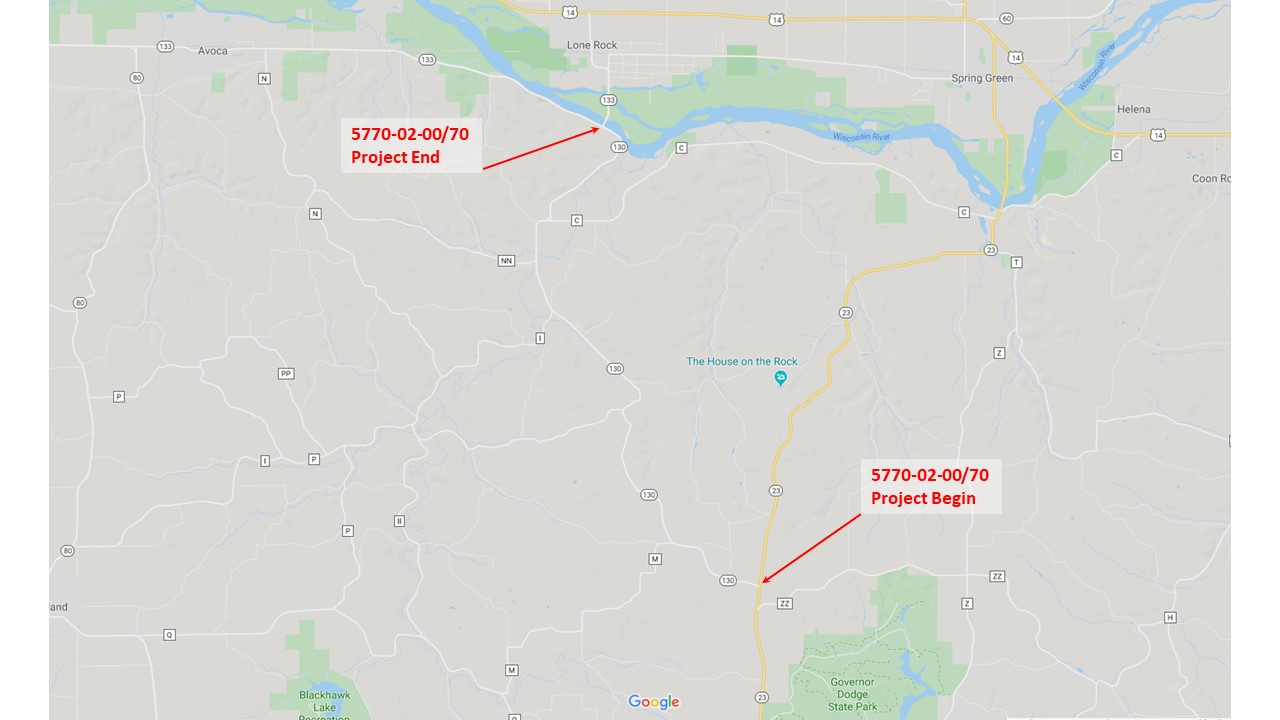 14
14
60
133
Avoca
Lone Rock
133
14
80
N
Spring Green
Wisconsin River
133
Helena
5770-02-00/70
Project End
Wisconsin River
14
130
C
C
Coon Ro
N
C
C
23
NN
T
80
23
I
Z
The House on the Rock
130
PP
P
I
P
5770-02-00/70
Project Begin
23
130
P
II
80
M
130
ZZ
ZZ
Z
and
H
Q
M
Governor
Dodge
State Park
Blackhawk
Lake
Recreation
Google
23